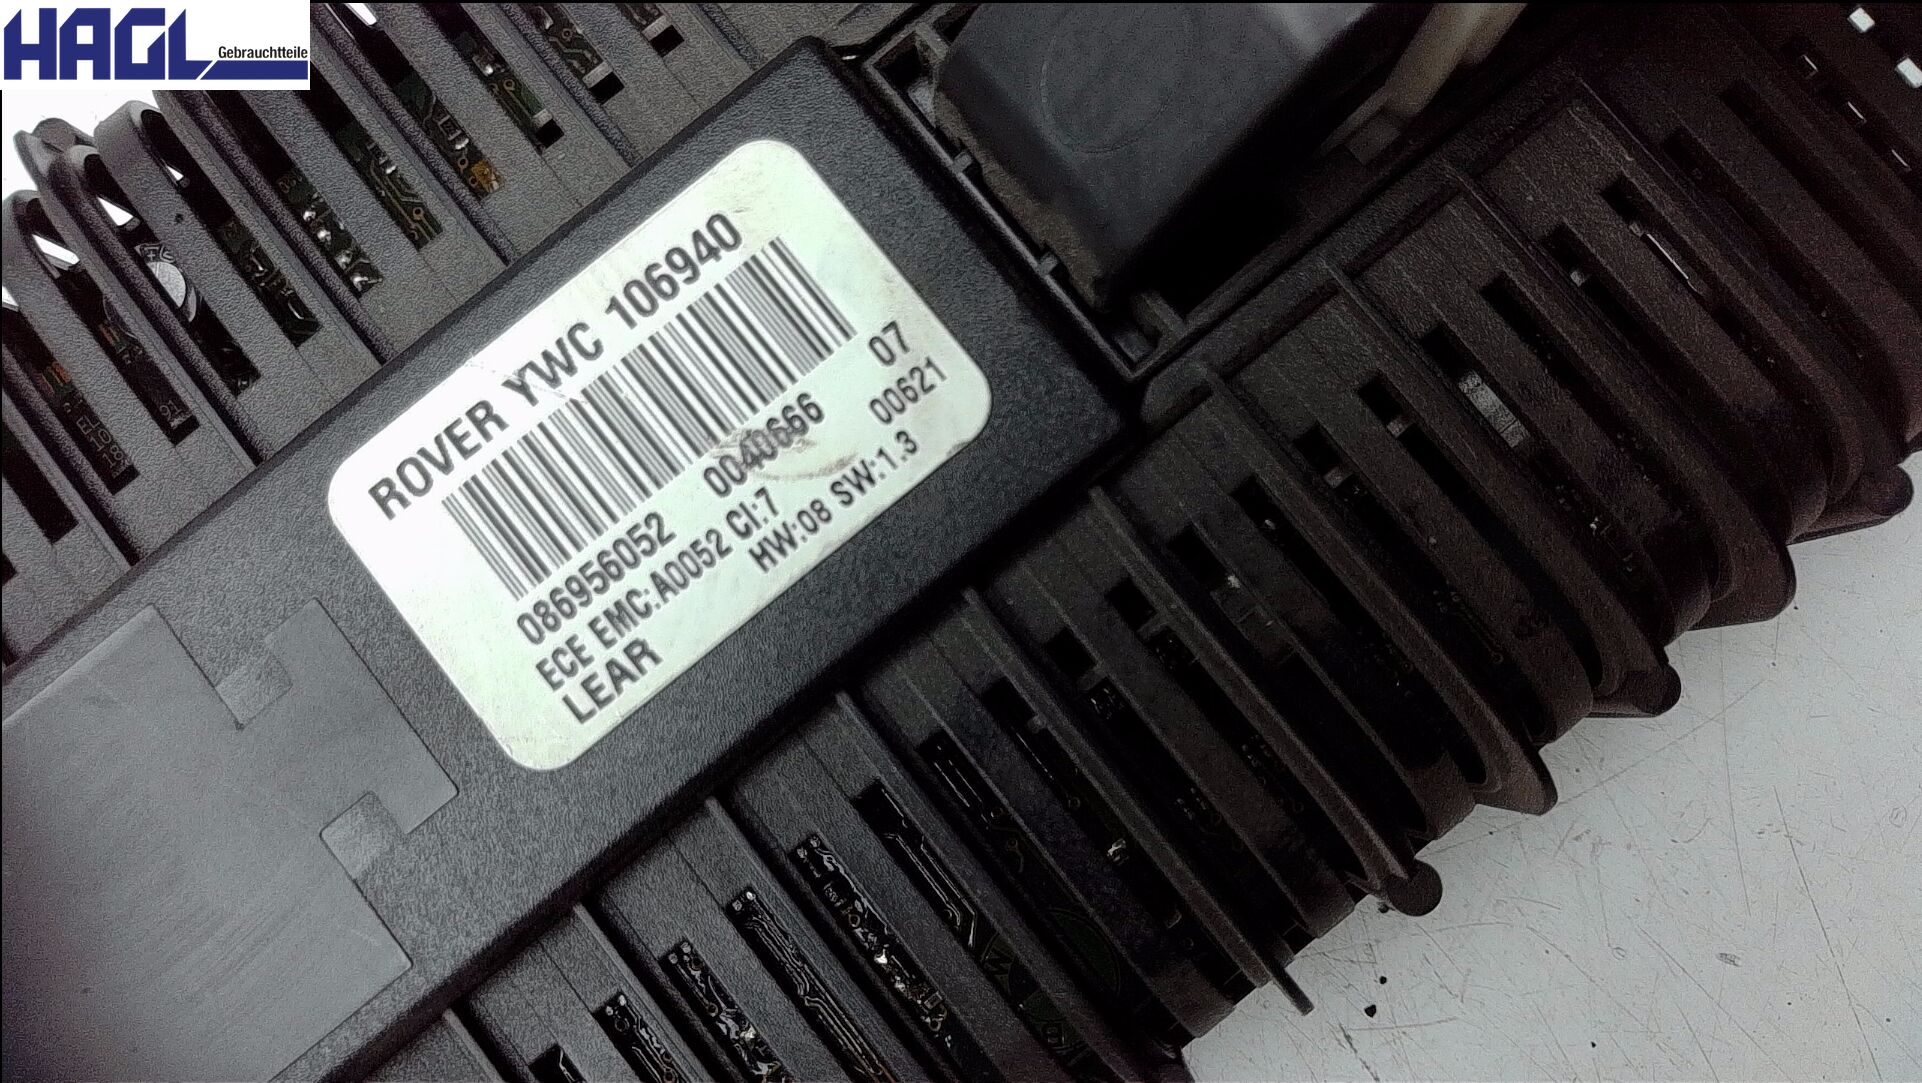 HAGL
Gebrauchtteile
ROVER YWC 106940
086956052 0040666 07
ECE EMC:A0052 CI:7 00621
HW:08 SW:1.3
LEAR